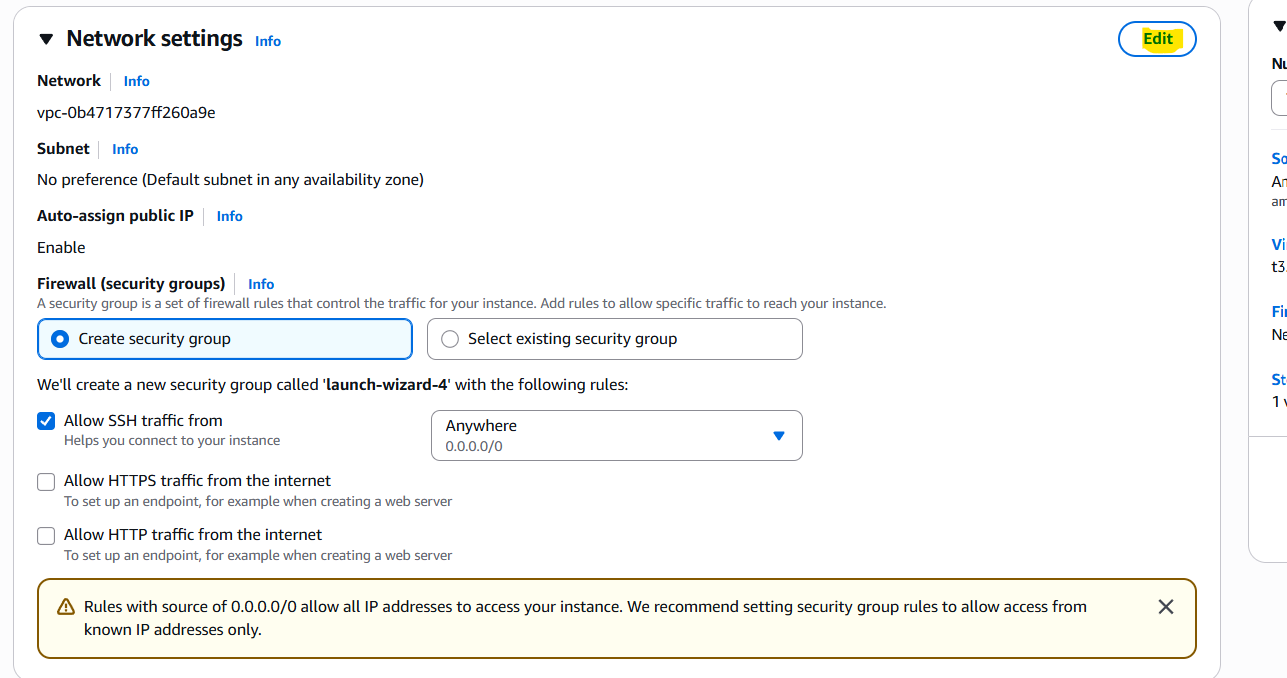 Network settings Info
Edit
Network Info
vpc-0b4717377ff260a9e
Subnet Info
No preference (Default subnet in any availability zone)
Auto-assign public IP Info
Enable
Firewall (security groups) Info
A security group is a set of firewall rules that control the traffic for your instance. Add rules to allow specific traffic to reach your instance.
Create security group
Select existing security group
We'll create a new security group called 'launch-wizard-4' with the following rules:
Allow SSH traffic from
Helps you connect to your instance
Anywhere
0.0.0.0/0
Allow HTTPS traffic from the internet
To set up an endpoint, for example when creating a web server
Allow HTTP traffic from the internet
To set up an endpoint, for example when creating a web server
Rules with source of 0.0.0.0/0 allow all IP addresses to access your instance. We recommend setting security group rules to allow access from
known IP addresses only.